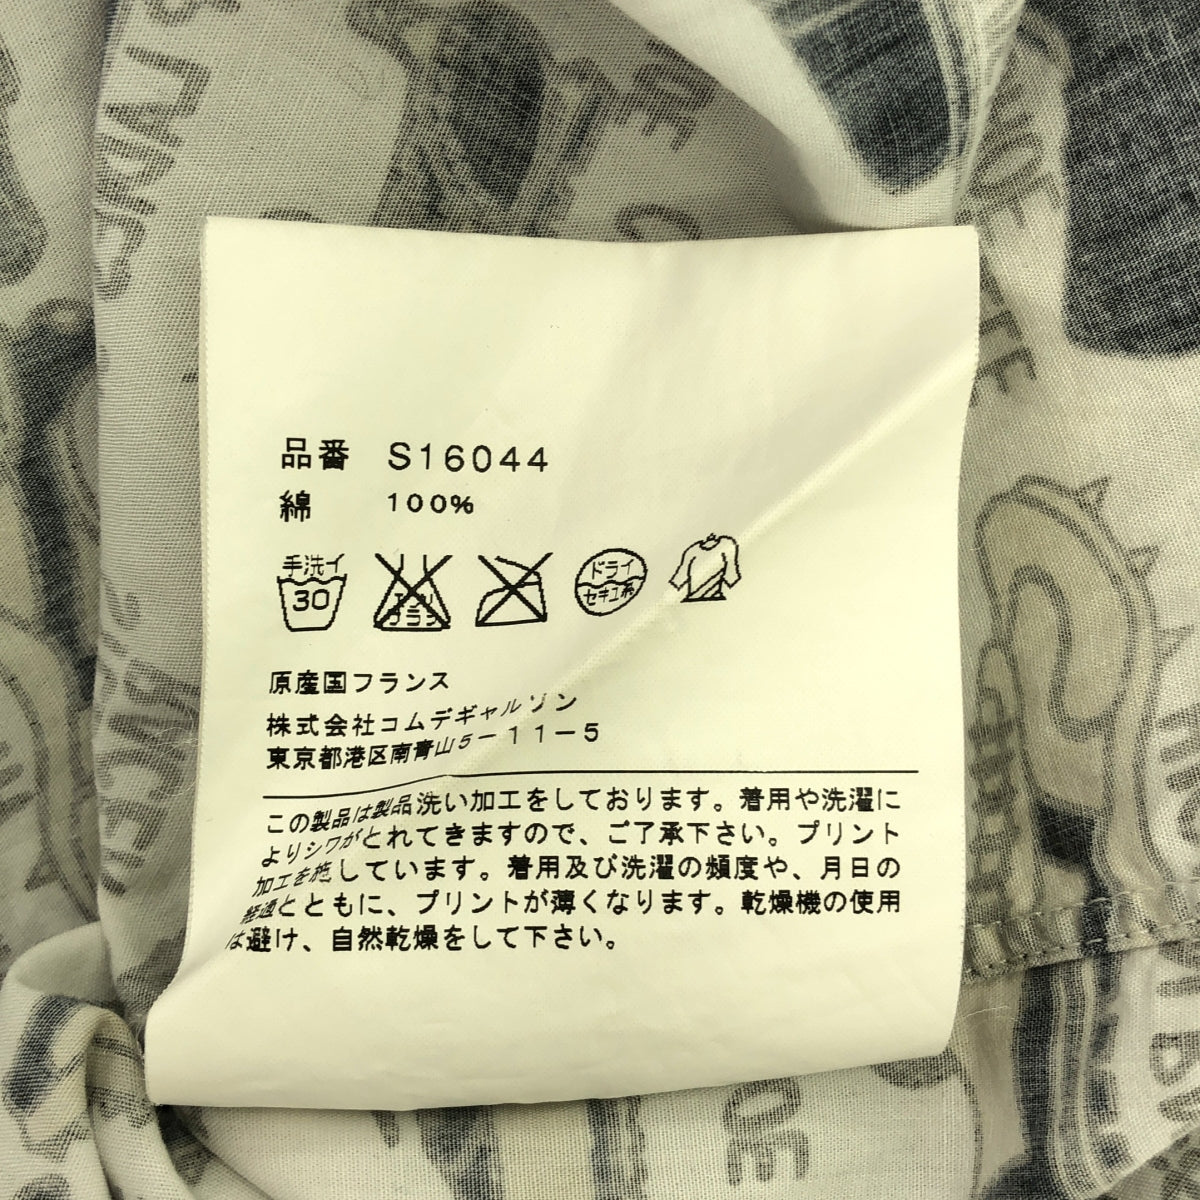 品番 S16044
綿 100%
手洗イ
30
エンソ
フラシ
ドライ
セキユ系
原産国フランス
株式会社コムデギャルソン
東京都港区南青山5-11-5
この製品は製品洗い加工をしております。着用や洗濯に
よりシワがとれてきますので、ご了承下さい。プリント
加工を施しています。着用及び洗濯の頻度や、月日の
経過とともに、プリントが薄くなります。乾燥機の使用
は避け、自然乾燥をして下さい。